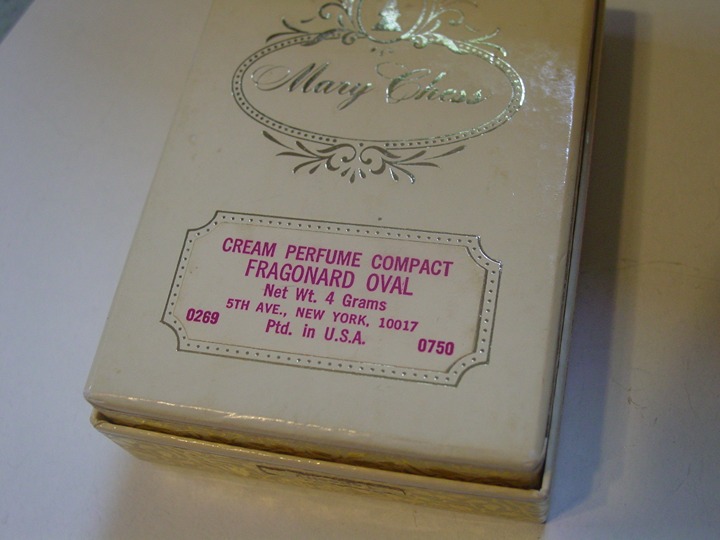 Mary Chess
CREAM PERFUME COMPACT
FRAGONARD OVAL
Net Wt. 4 Grams
5TH AVE., NEW YORK, 10017
0269 Ptd. in U.S.A. 0750